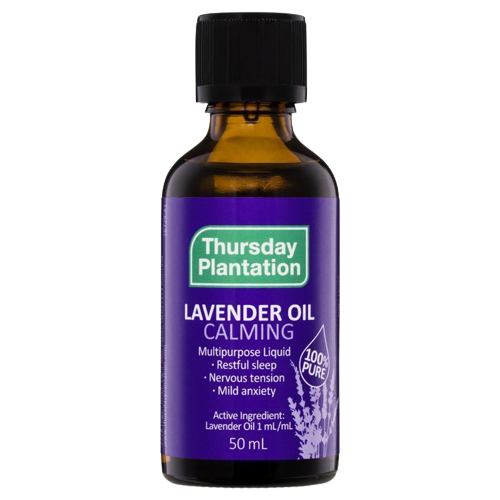 Thursday
Plantation
LAVENDER OIL
CALMING
Multipurpose Liquid
• Restful sleep
• Nervous tension
• Mild anxiety
100%
PURE
Active Ingredient:
Lavender Oil 1 mL/mL
50 mL